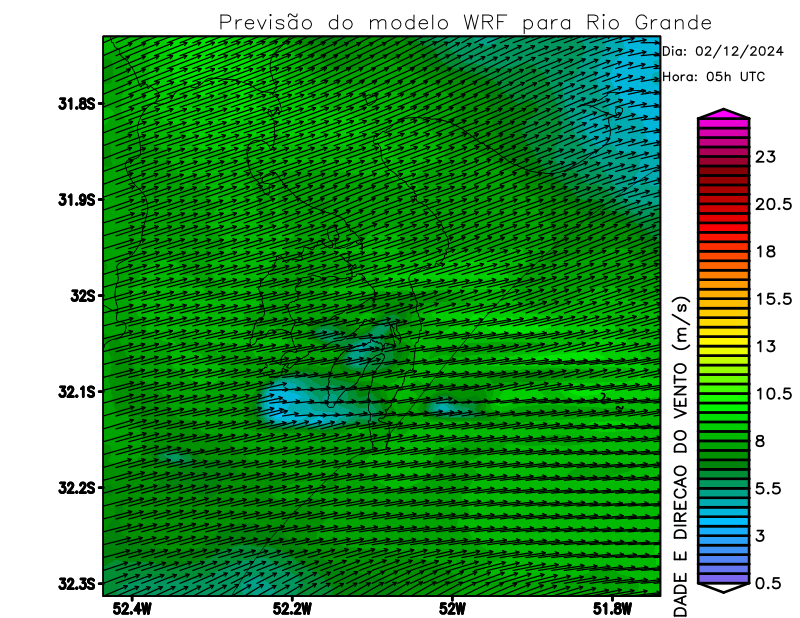 Previsão do modelo WRF para Rio Grande
Dia: 02/12/2024
Hora: 05h UTC
31.8S
31.9S
32S
32.1S
32.2S
32.3S
52.4W
52.2W
52W
51.8W
23
20.5
18
15.5
13
10.5
8
5.5
3
0.5
DADE E DIRECAO DO VENTO (m/s)